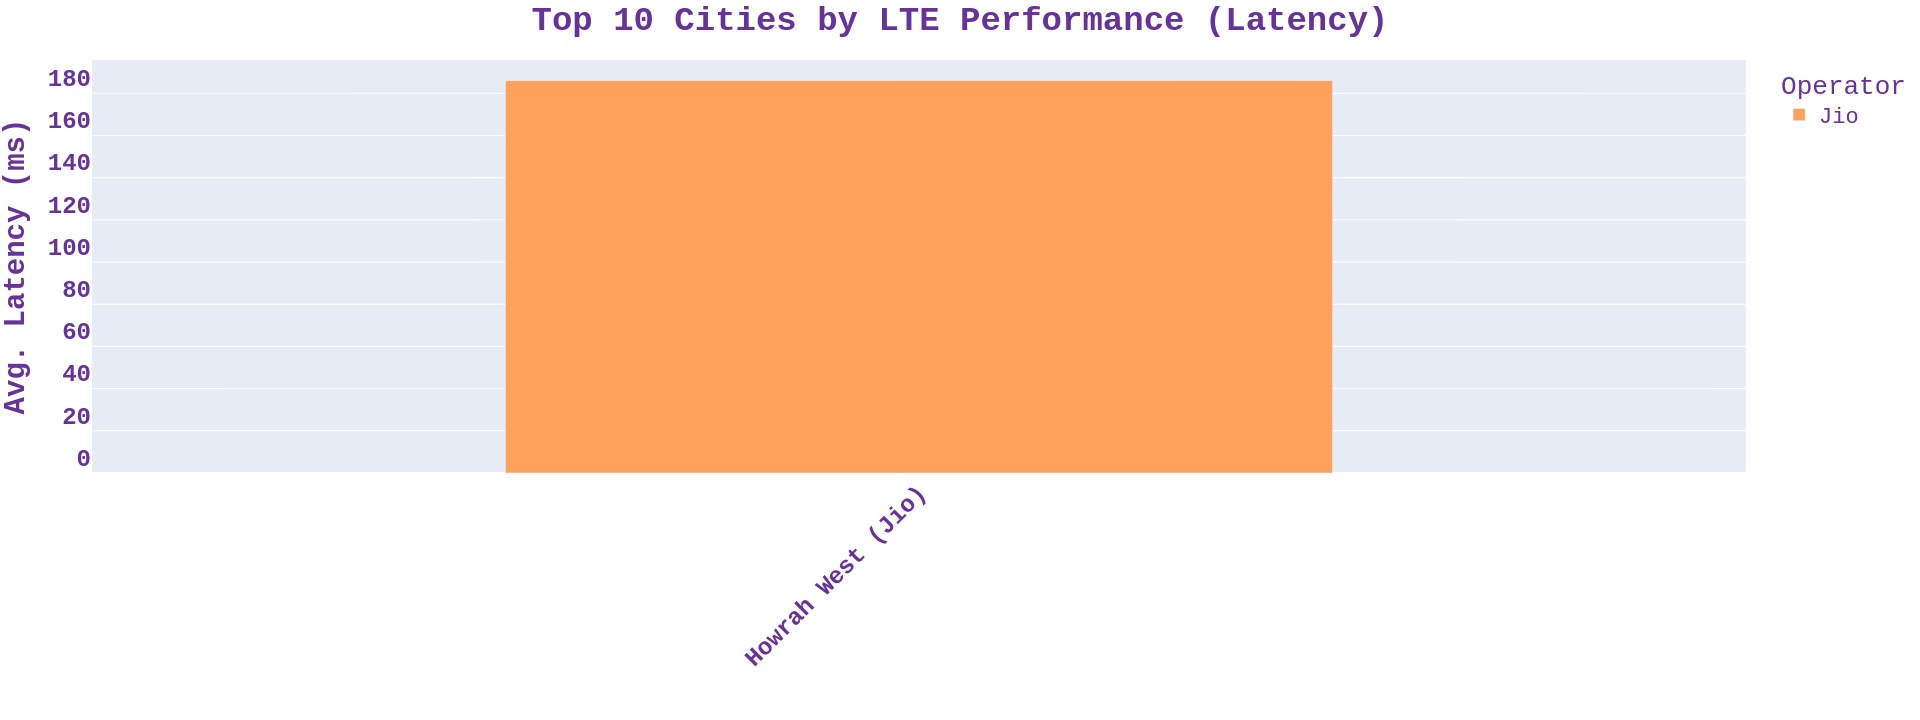 Top 10 Cities by LTE Performance (Latency)
Avg. Latency (ms)
180
160
140
120
100
80
60
40
20
0
Howrah West (Jio)
Operator
Jio